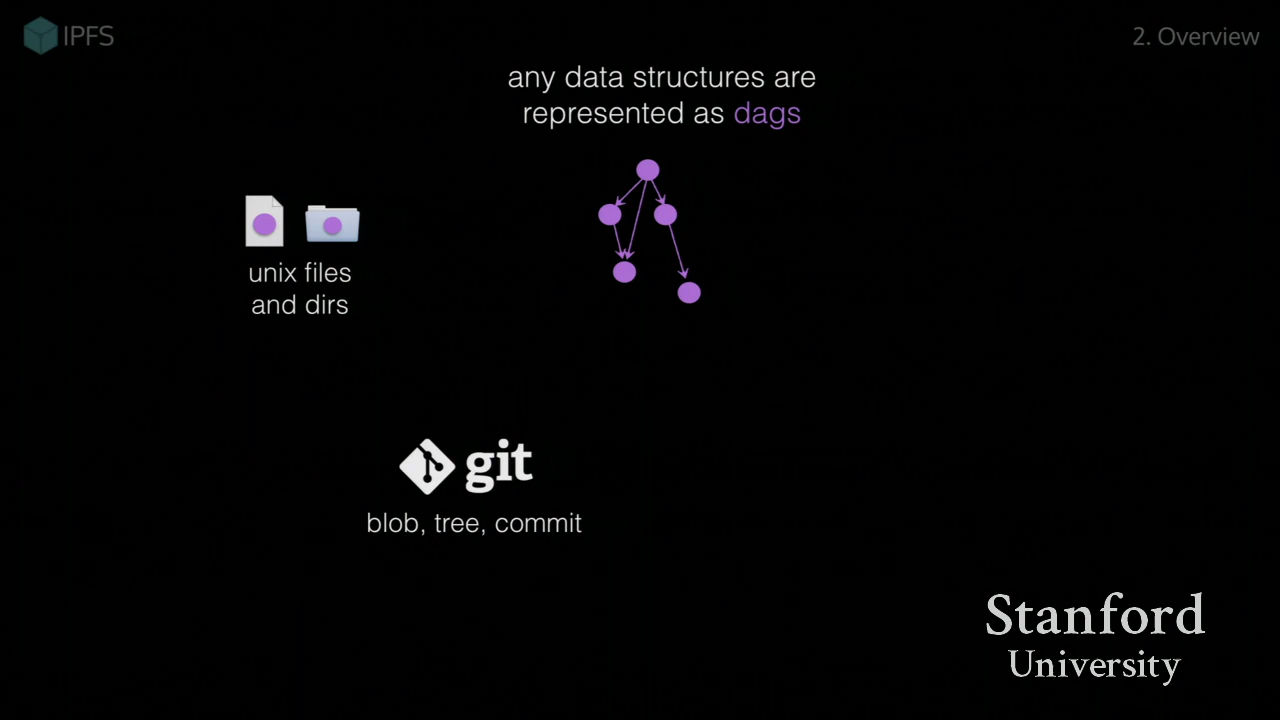 IPFS
2. Overview
any data structures are
represented as dags
unix files
and dirs
git
blob, tree, commit
Stanford
University